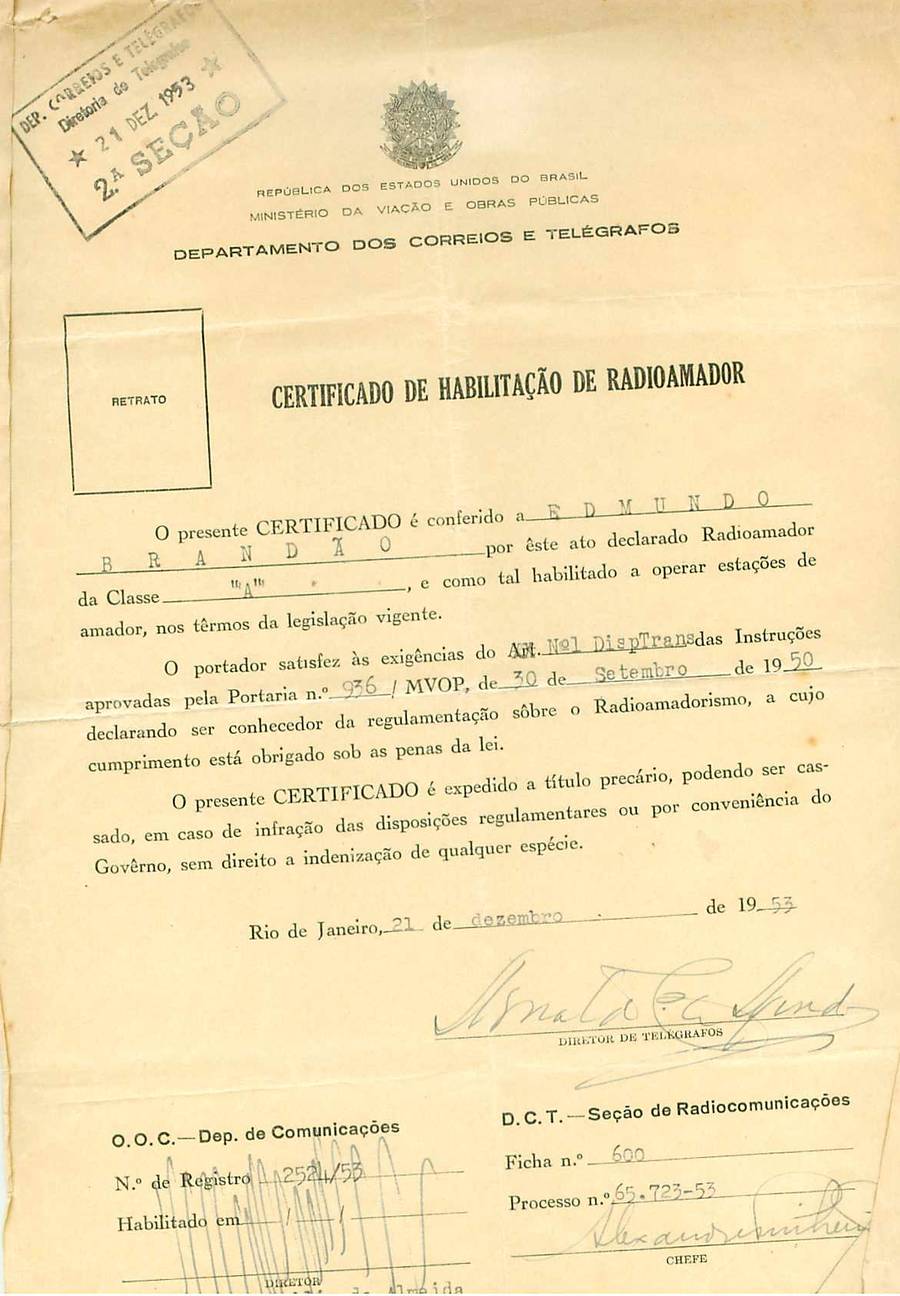 DEP. CORREIOS E TELÉGRAFOS
Diretoria de Telégrafos
★ 21 DEZ 1953 ★
2.ª SEÇÃO
REPÚBLICA DOS ESTADOS UNIDOS DO BRASIL
MINISTÉRIO DA VIAÇÃO E OBRAS PÚBLICAS
DEPARTAMENTO DOS CORREIOS E TELÉGRAFOS
RETRATO
CERTIFICADO DE HABILITAÇÃO DE RADIOAMADOR
O presente CERTIFICADO é conferido a E D M U N D O
B R A N D Ã O por êste ato declarado Radioamador
da Classe "A", e como tal habilitado a operar estações de
amador, nos têrmos da legislação vigente.
O portador satisfez às exigências do Art. Nº1 DispTrans das Instruções
aprovadas pela Portaria n.º 936 / MVOP, de 30 de Setembro de 1950
declarando ser conhecedor da regulamentação sôbre o Radioamadorismo, a cujo
cumprimento está obrigado sob as penas da lei.
O presente CERTIFICADO é expedido a título precário, podendo ser cas-
sado, em caso de infração das disposições regulamentares ou por conveniência do
Govêrno, sem direito a indenização de qualquer espécie.
Rio de Janeiro, 21 de dezembro de 1953
DIRETOR DE TELÉGRAFOS
O.O.C.—Dep. de Comunicações
N.º de Registro 2524/53
Habilitado em / /
DIRETOR
de Almeida
D.C.T.—Seção de Radiocomunicações
Ficha n.º 600
Processo n.º 65.723-53
CHEFE